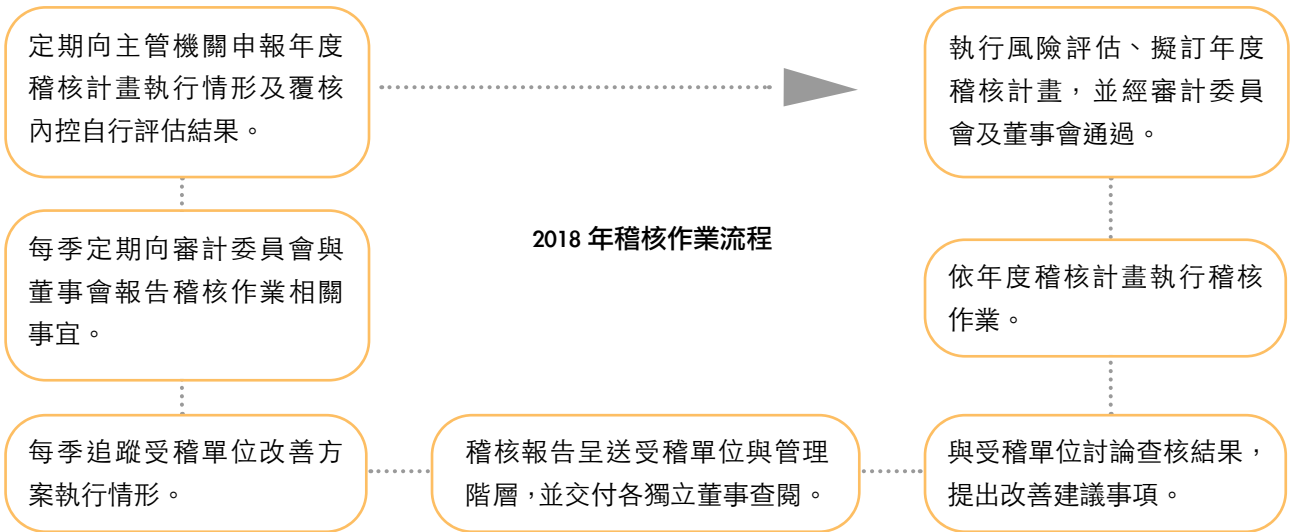 定期向主管機關申報年度
稽核計畫執行情形及覆核
內控自行評估結果。
執行風險評估、擬訂年度
稽核計畫，並經審計委員
會及董事會通過。
每季定期向審計委員會與
董事會報告稽核作業相關
事宜。
2018 年稽核作業流程
依年度稽核計畫執行稽核
作業。
每季追蹤受稽單位改善方
案執行情形。
稽核報告呈送受稽單位與管理
階層，並交付各獨立董事查閱。
與受稽單位討論查核結果，
提出改善建議事項。